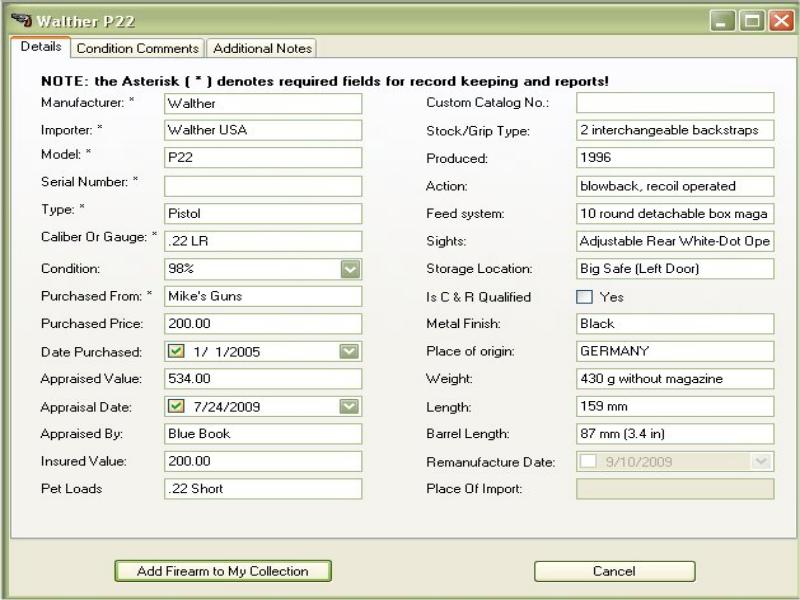 Walther P22
Details
Condition Comments
Additional Notes
NOTE: the Asterisk ( * ) denotes required fields for record keeping and reports!
Manufacturer: * Walther
Importer: * Walther USA
Model: * P22
Serial Number: *
Type: * Pistol
Caliber Or Gauge: * .22 LR
Condition: 98%
Purchased From: * Mike's Guns
Purchased Price: 200.00
Date Purchased: 1/ 1/2005
Appraised Value: 534.00
Appraisal Date: 7/24/2009
Appraised By: Blue Book
Insured Value: 200.00
Pet Loads .22 Short
Custom Catalog No.:
Stock/Grip Type: 2 interchangeable backstraps
Produced: 1996
Action: blowback, recoil operated
Feed system: 10 round detachable box maga
Sights: Adjustable Rear White-Dot Ope
Storage Location: Big Safe (Left Door)
Is C & R Qualified Yes
Metal Finish: Black
Place of origin: GERMANY
Weight: 430 g without magazine
Length: 159 mm
Barrel Length: 87 mm (3.4 in)
Remanufacture Date: 9/10/2009
Place Of Import:
Add Firearm to My Collection
Cancel